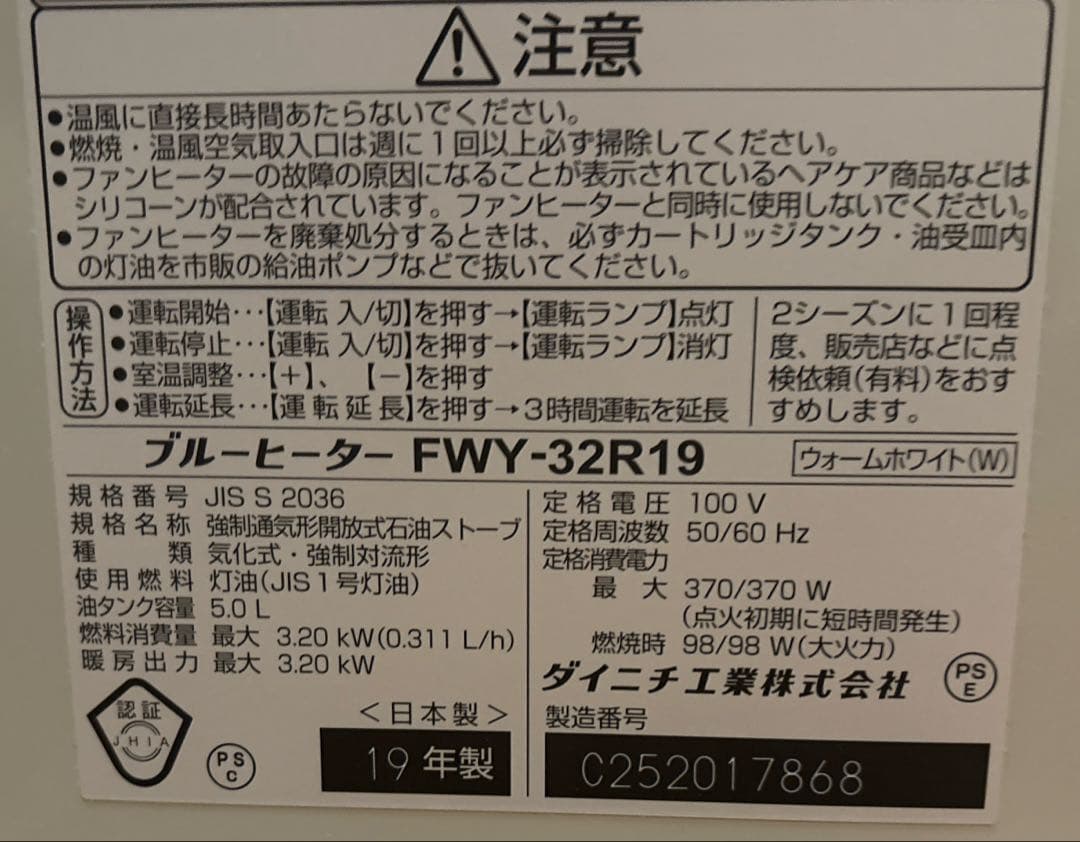 注意
●温風に直接長時間あたらないでください。
●燃焼・温風空気取入口は週に1回以上必ず掃除してください。
●ファンヒーターの故障の原因になることが表示されているヘアケア商品などは
シリコーンが配合されています。ファンヒーターと同時に使用しないでください。
●ファンヒーターを廃棄処分するときは、必ずカートリッジタンク・油受皿内
の灯油を市販の給油ポンプなどで抜いてください。
操作方法
●運転開始…【運転 入/切】を押す→【運転ランプ】点灯
●運転停止…【運転 入/切】を押す→【運転ランプ】消灯
●室温調整…【+】、【-】を押す
●運転延長…【運転延長】を押す→3時間運転を延長
2シーズンに1回程
度、販売店などに点
検依頼(有料)をおす
すめします。
ブルーヒーター FWY-32R19
ウォームホワイト(W)
規格番号 JIS S 2036
規格名称 強制通気形開放式石油ストーブ
種類 気化式・強制対流形
使用燃料 灯油(JIS1号灯油)
油タンク容量 5.0 L
燃料消費量 最大 3.20 kW(0.311 L/h)
暖房出力 最大 3.20 kW
定格電圧 100 V
定格周波数 50/60 Hz
定格消費電力
最大 370/370 W
(点火初期に短時間発生)
燃焼時 98/98 W(大火力)
ダイニチ工業株式会社
PS
E
認証
JHIA
PS
C
<日本製>
19年製
製造番号
C252017868